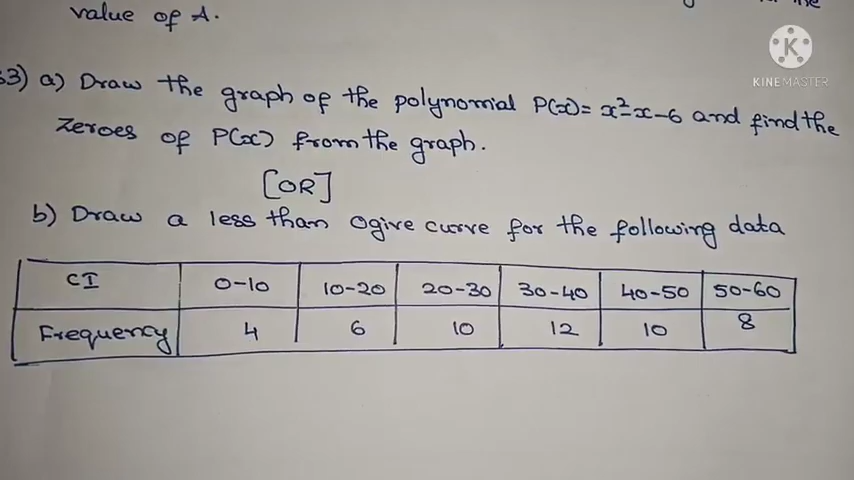 value of A.
KINEMASTER
33) a) Draw the graph of the polynomial P(x)= x²-x-6 and find the
Zeroes of P(x) from the graph.
[OR]
b) Draw a less than Ogive curve for the following data
CI 0-10 10-20 20-30 30-40 40-50 50-60
Frequency 4 6 10 12 10 8